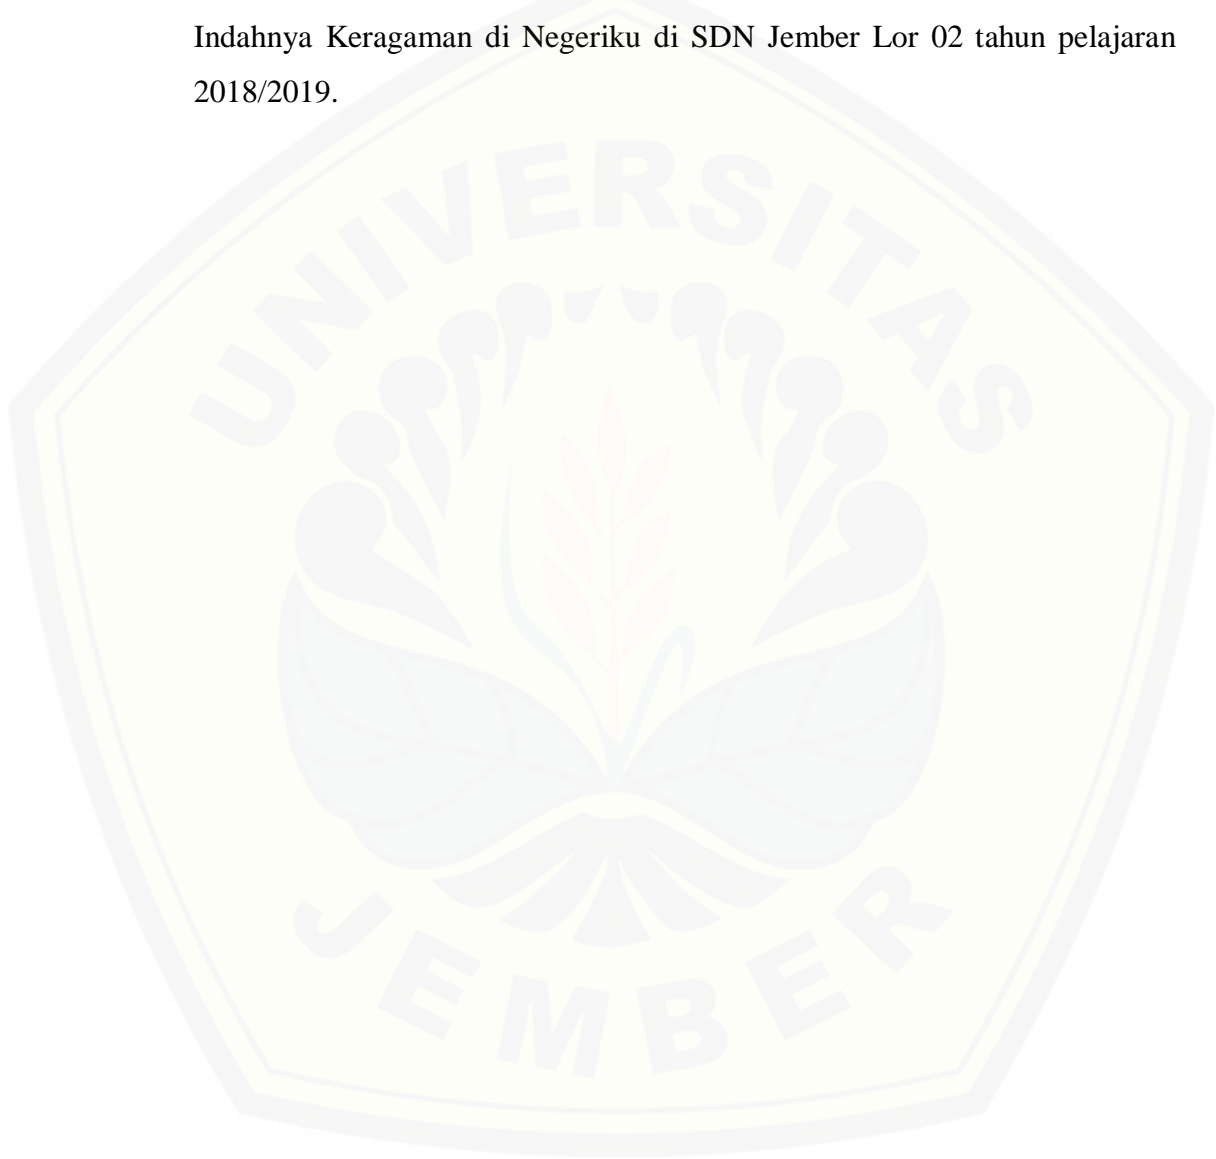 Indahnya Keragaman di Negeriku di SDN Jember Lor 02 tahun pelajaran
2018/2019.
UNIVERSITAS
JEMBER